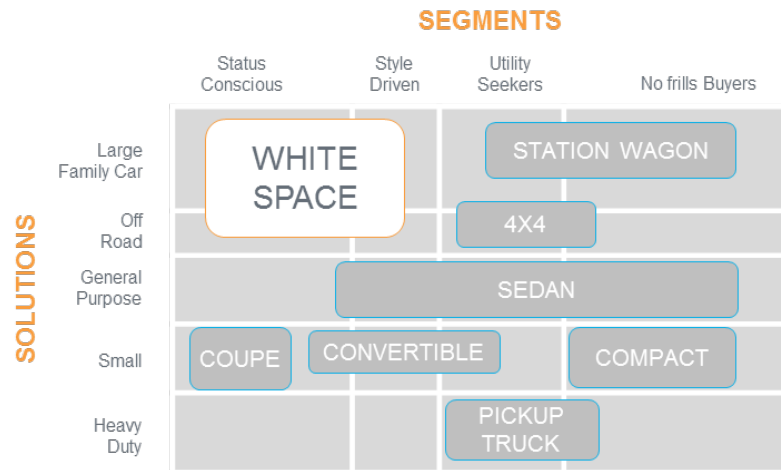 SEGMENTS
Status
Conscious
Style
Driven
Utility
Seekers
No frills Buyers
SOLUTIONS
Large
Family Car
WHITE
SPACE
STATION WAGON
Off
Road
4X4
General
Purpose
SEDAN
Small
COUPE
CONVERTIBLE
COMPACT
Heavy
Duty
PICKUP
TRUCK